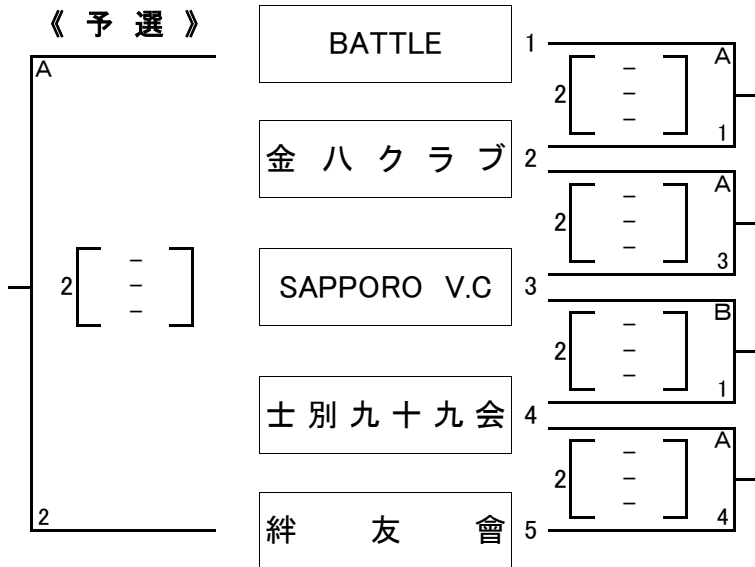 《 予 選 》
BATTLE 1
A
A
2 - - -
1
金 八 ク ラ ブ 2
A
2 - - -
3
2 - - -
SAPPORO V.C 3
B
2 - - -
1
士 別 九 十 九 会 4
A
2 - - -
4
2
絆 友 會 5